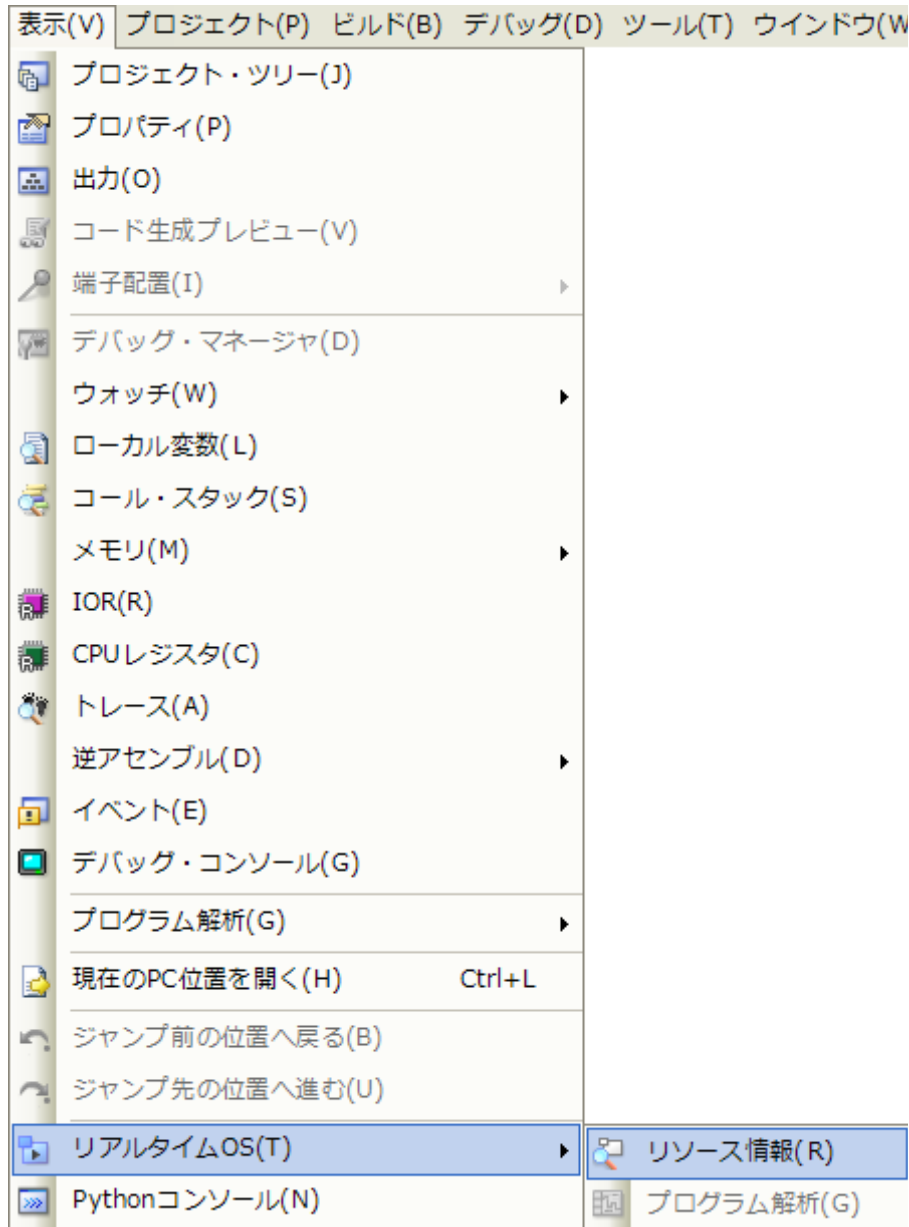 表示(V) プロジェクト(P) ビルド(B) デバッグ(D) ツール(T) ウインドウ(W
プロジェクト・ツリー(J)
プロパティ(P)
出力(O)
コード生成プレビュー(V)
端子配置(I)
デバッグ・マネージャ(D)
ウォッチ(W)
ローカル変数(L)
コール・スタック(S)
メモリ(M)
IOR(R)
CPUレジスタ(C)
トレース(A)
逆アセンブル(D)
イベント(E)
デバッグ・コンソール(G)
プログラム解析(G)
現在のPC位置を開く(H) Ctrl+L
ジャンプ前の位置へ戻る(B)
ジャンプ先の位置へ進む(U)
リアルタイムOS(T) リソース情報(R)
Pythonコンソール(N) プログラム解析(G)